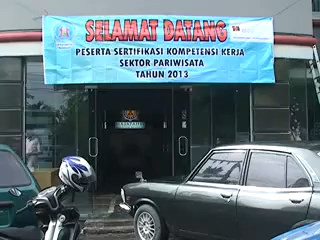 SELAMAT DATANG
PESERTA SERTIFIKASI KOMPETENSI KERJA
SEKTOR PARIWISATA
TAHUN 2013